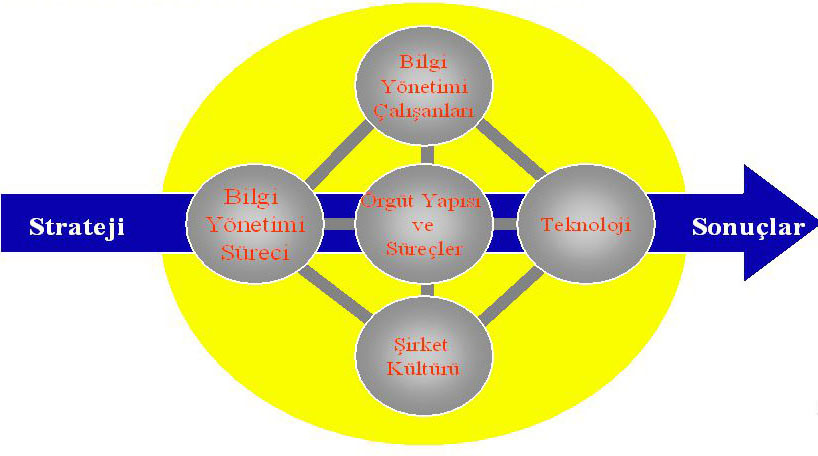 Bilgi
Yönetimi
Çalışanları
Strateji
Bilgi
Yönetimi
Süreci
Örgüt Yapısı
ve
Süreçler
Teknoloji
Sonuçlar
Şirket
Kültürü